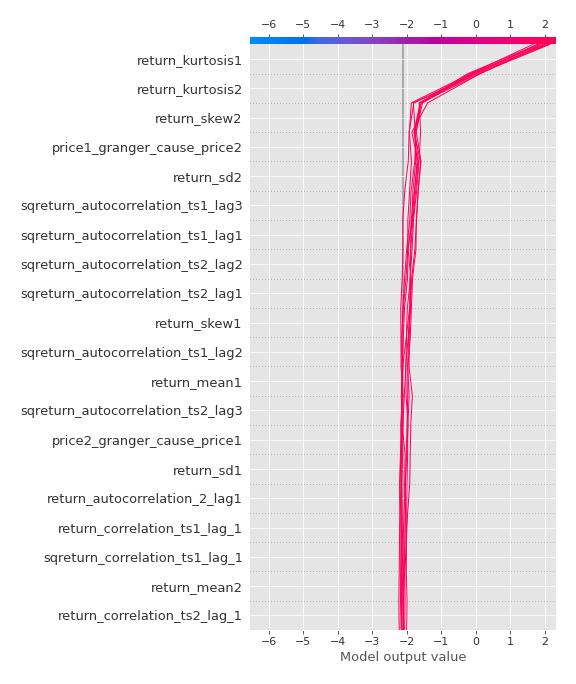 −6 −5 −4 −3 −2 −1 0 1 2
return_kurtosis1
return_kurtosis2
return_skew2
price1_granger_cause_price2
return_sd2
sqreturn_autocorrelation_ts1_lag3
sqreturn_autocorrelation_ts1_lag1
sqreturn_autocorrelation_ts2_lag2
sqreturn_autocorrelation_ts2_lag1
return_skew1
sqreturn_autocorrelation_ts1_lag2
return_mean1
sqreturn_autocorrelation_ts2_lag3
price2_granger_cause_price1
return_sd1
return_autocorrelation_2_lag1
return_correlation_ts1_lag_1
sqreturn_correlation_ts1_lag_1
return_mean2
return_correlation_ts2_lag_1
−6 −5 −4 −3 −2 −1 0 1 2
Model output value